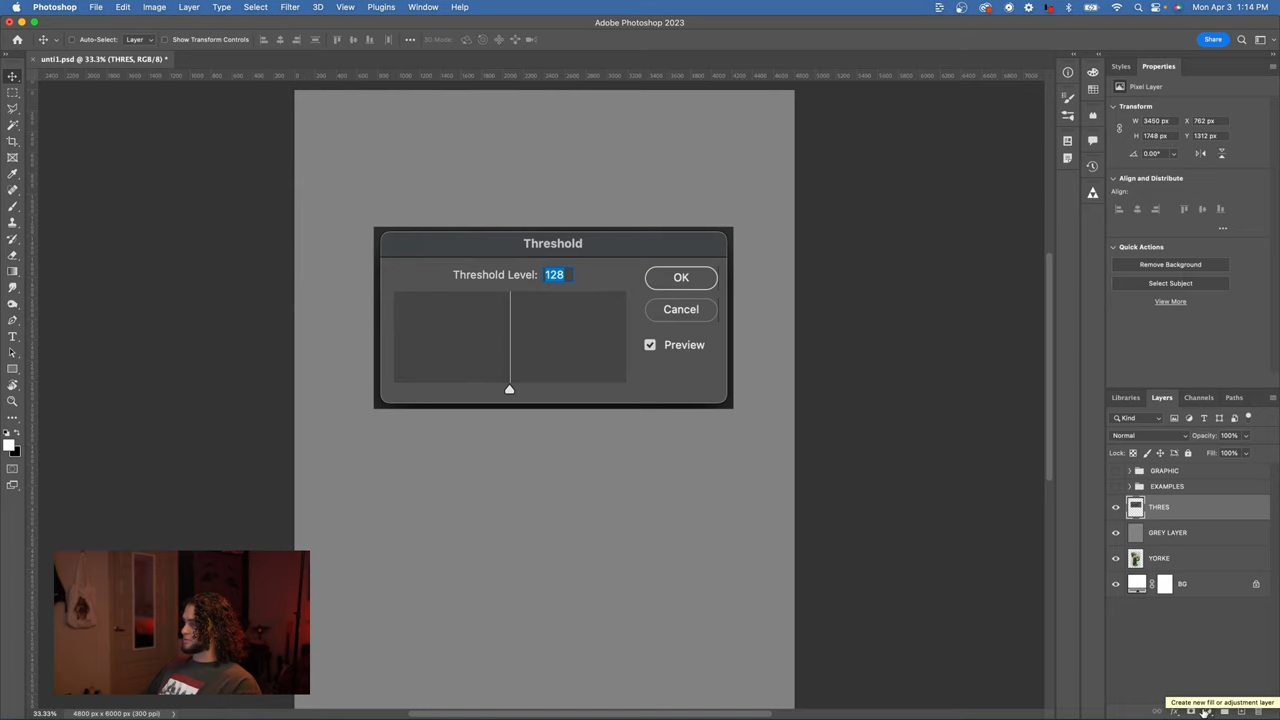 Photoshop File Edit Image Layer Type Select Filter 3D View Plugins Window Help Mon Apr 3 1:14 PM
Adobe Photoshop 2023
Auto-Select: Layer Show Transform Controls 3D Mode: Share
unti1.psd @ 33.3% (THRES, RGB/8) *
Styles Properties
Pixel Layer
Transform
W 3450 px X 762 px
H 1748 px Y 1312 px
0.00°
Align and Distribute
Align:
Quick Actions
Remove Background
Select Subject
View More
Threshold
Threshold Level: 128
OK
Cancel
Preview
Libraries Layers Channels Paths
Kind
Normal Opacity: 100%
Lock: Fill: 100%
GRAPHIC
EXAMPLES
THRES
GREY LAYER
YORKE
BG
Create new fill or adjustment layer
33.33% 4800 px x 6000 px (300 ppi)